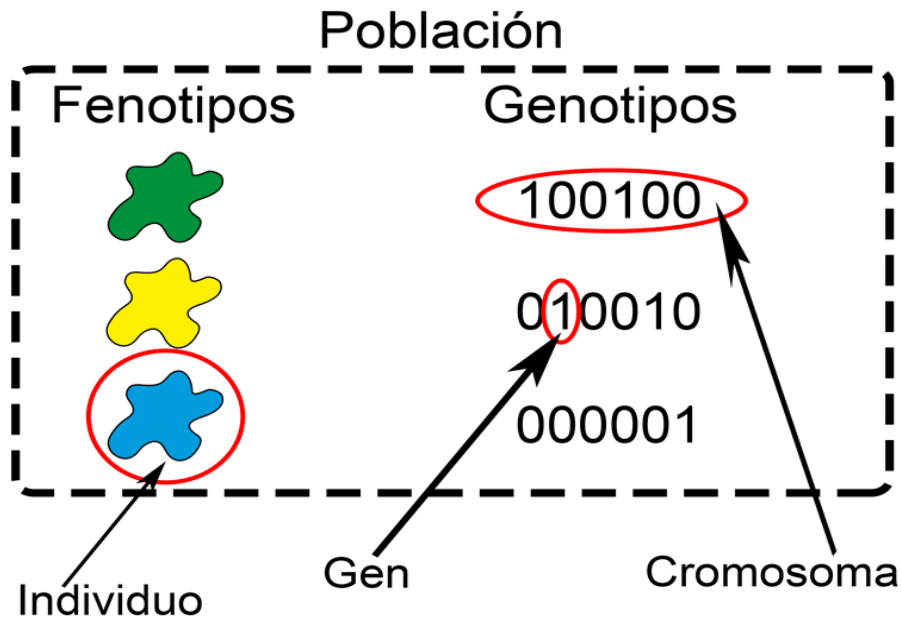 Población
Fenotipos Genotipos
100100
010010
000001
Individuo Gen Cromosoma